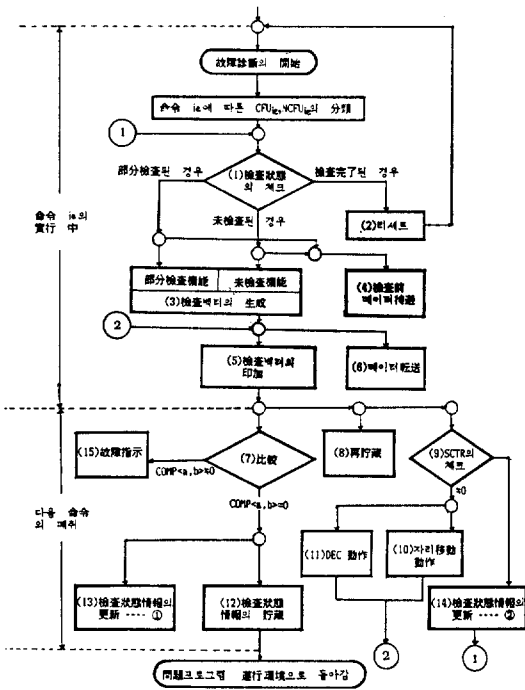 故障診斷의 開始
命令 ie에 따른 CFUie,NCFUie의 分類
1
部分檢査된 경우
(1)檢査狀態
의 체크
檢査完了된 경우
未檢査된 경우
(2)리세트
命令 ie의
實行 中
部分檢査機能
未檢査機能
(3)檢査벡터의 生成
(4)檢査前
데이터待避
2
(5)檢査벡터의
印加
(6)데이터転送
(15)故障指示
(7)比較
COMP<a,b>≠0
COMP<a,b>=0
(8)再貯蔵
(9)SCTR의
체크
≠0
다음 命令
의 페취
(11)DEC 動作
(10)자리移動
動作
(13)檢査狀態情報의
更新 ---- ①
(12)檢査狀態
情報의 貯蔵
(14)檢査狀態情報의
更新 ---- ②
2
1
問題프로그램 進行環境으로 돌아감